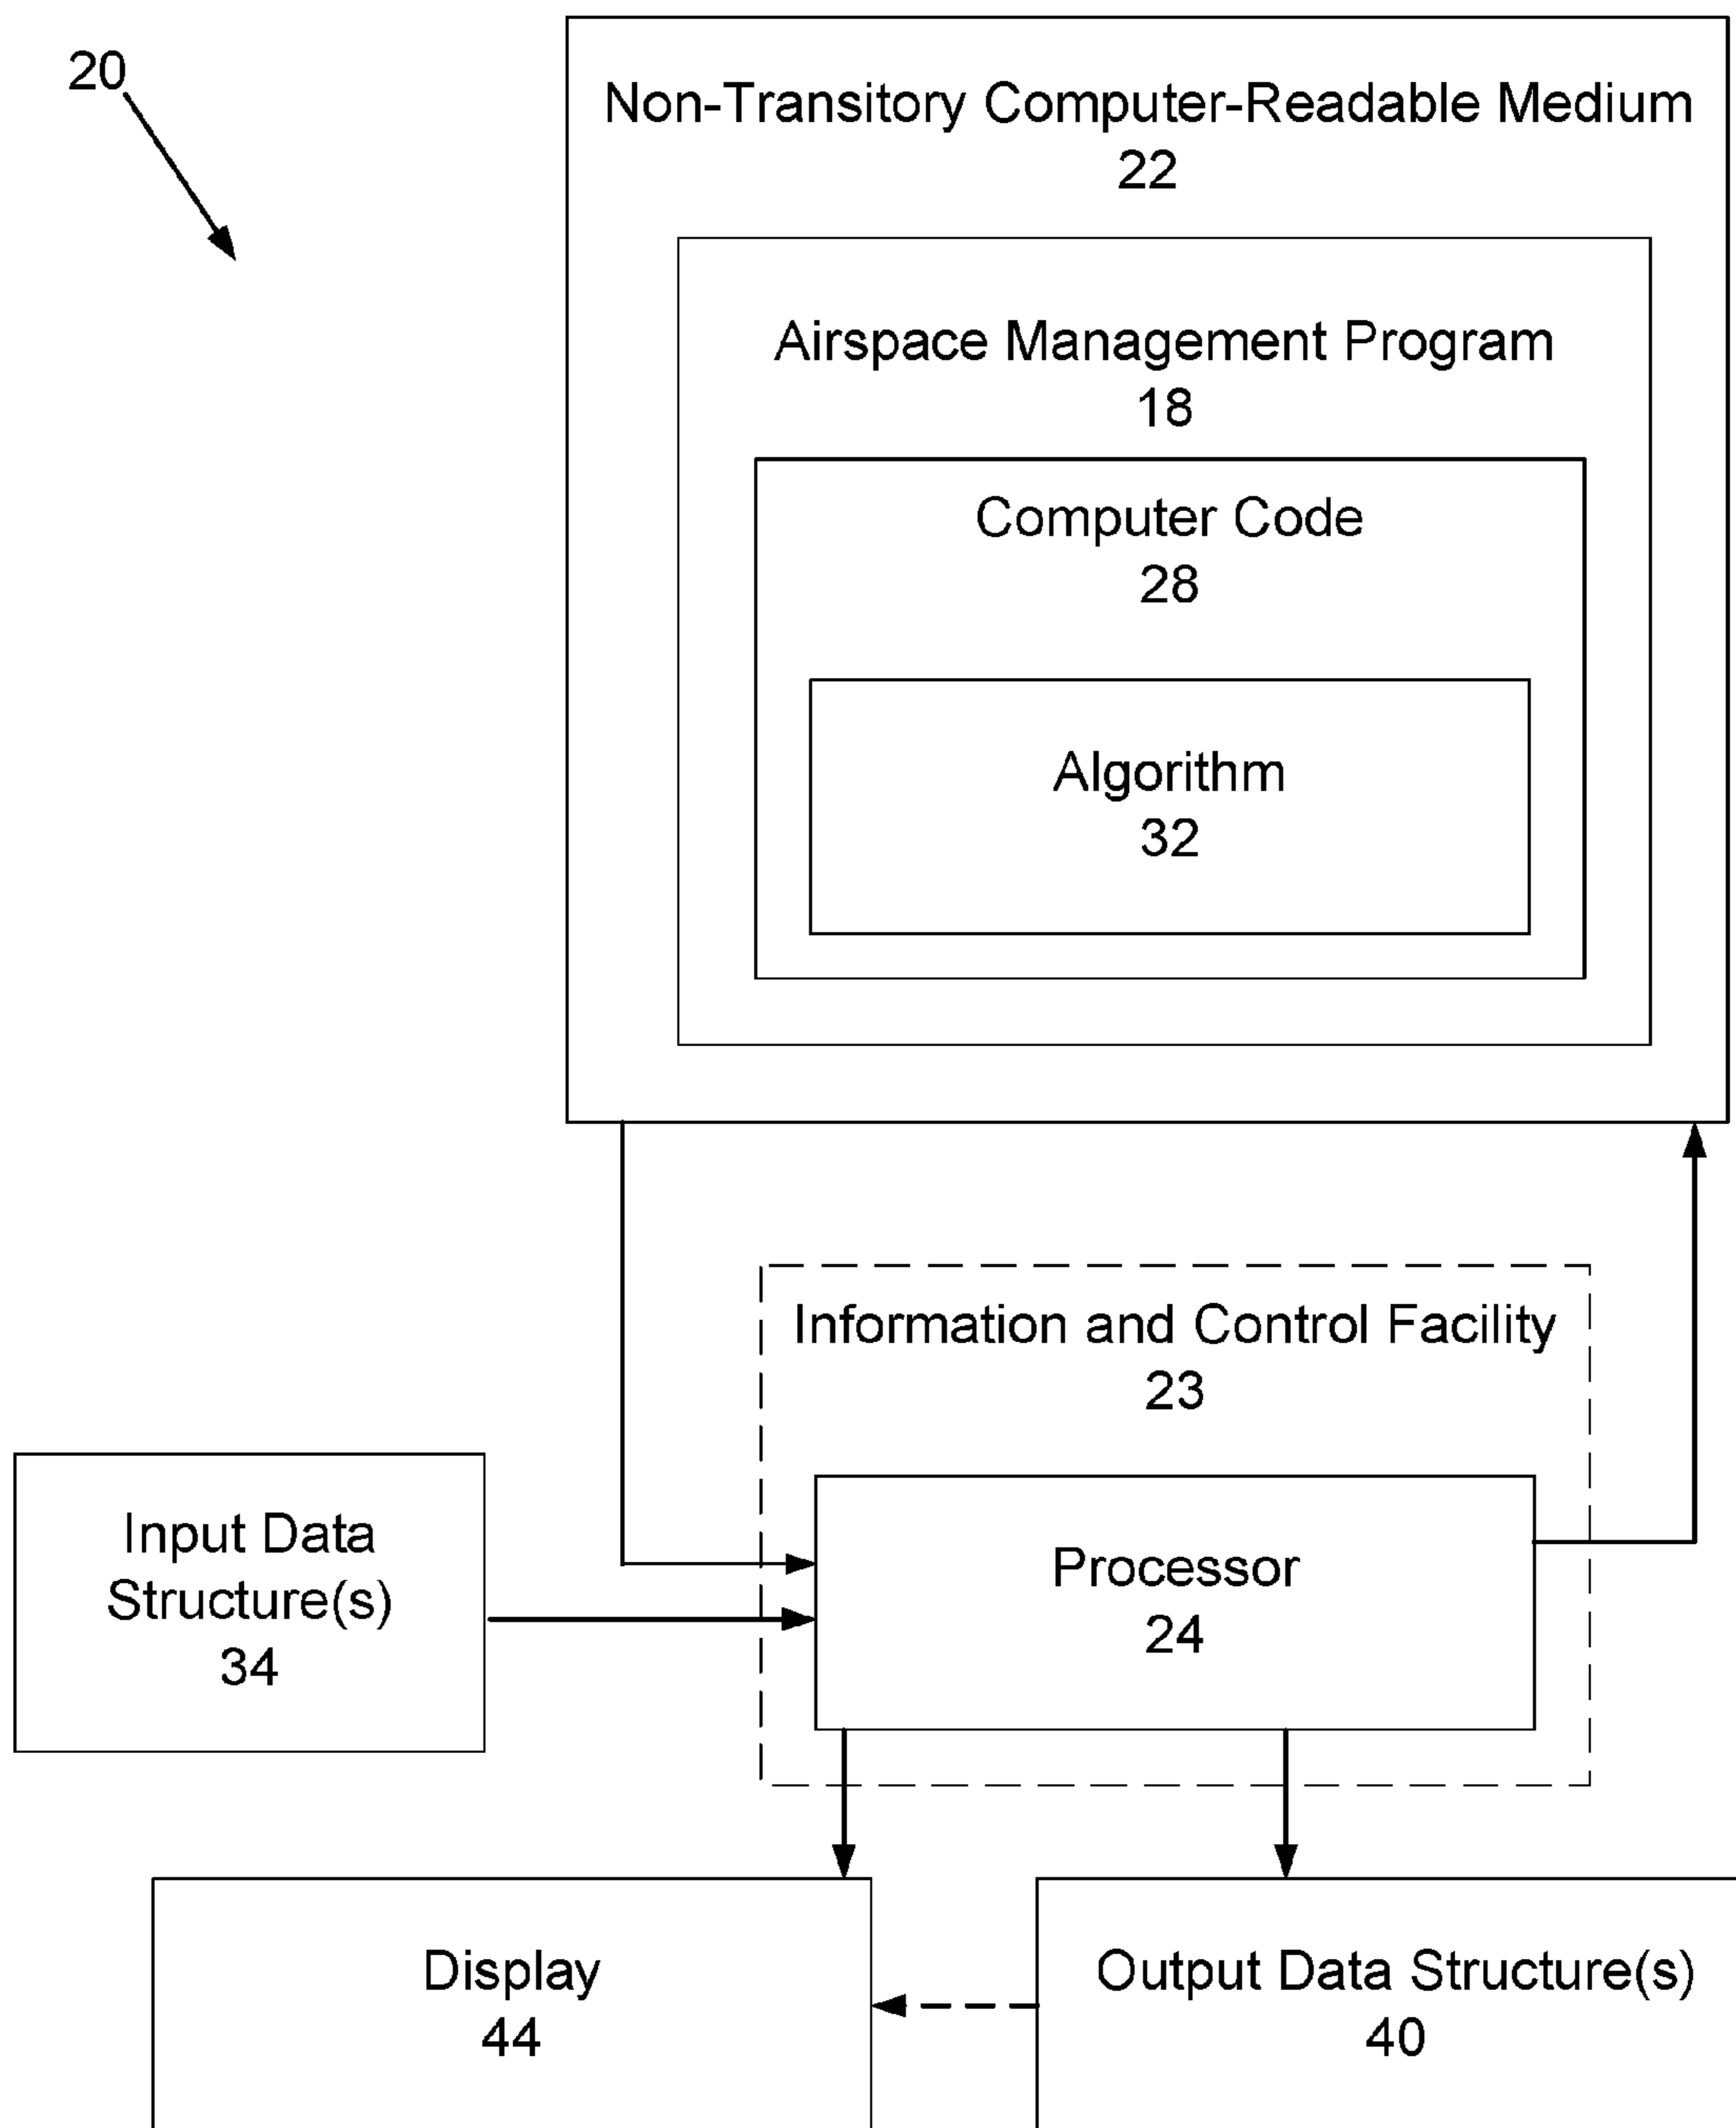 20
Non-Transitory Computer-Readable Medium
22
Airspace Management Program
18
Computer Code
28
Algorithm
32
Information and Control Facility
23
Input Data
Structure(s)
34
Processor
24
Display
44
Output Data Structure(s)
40